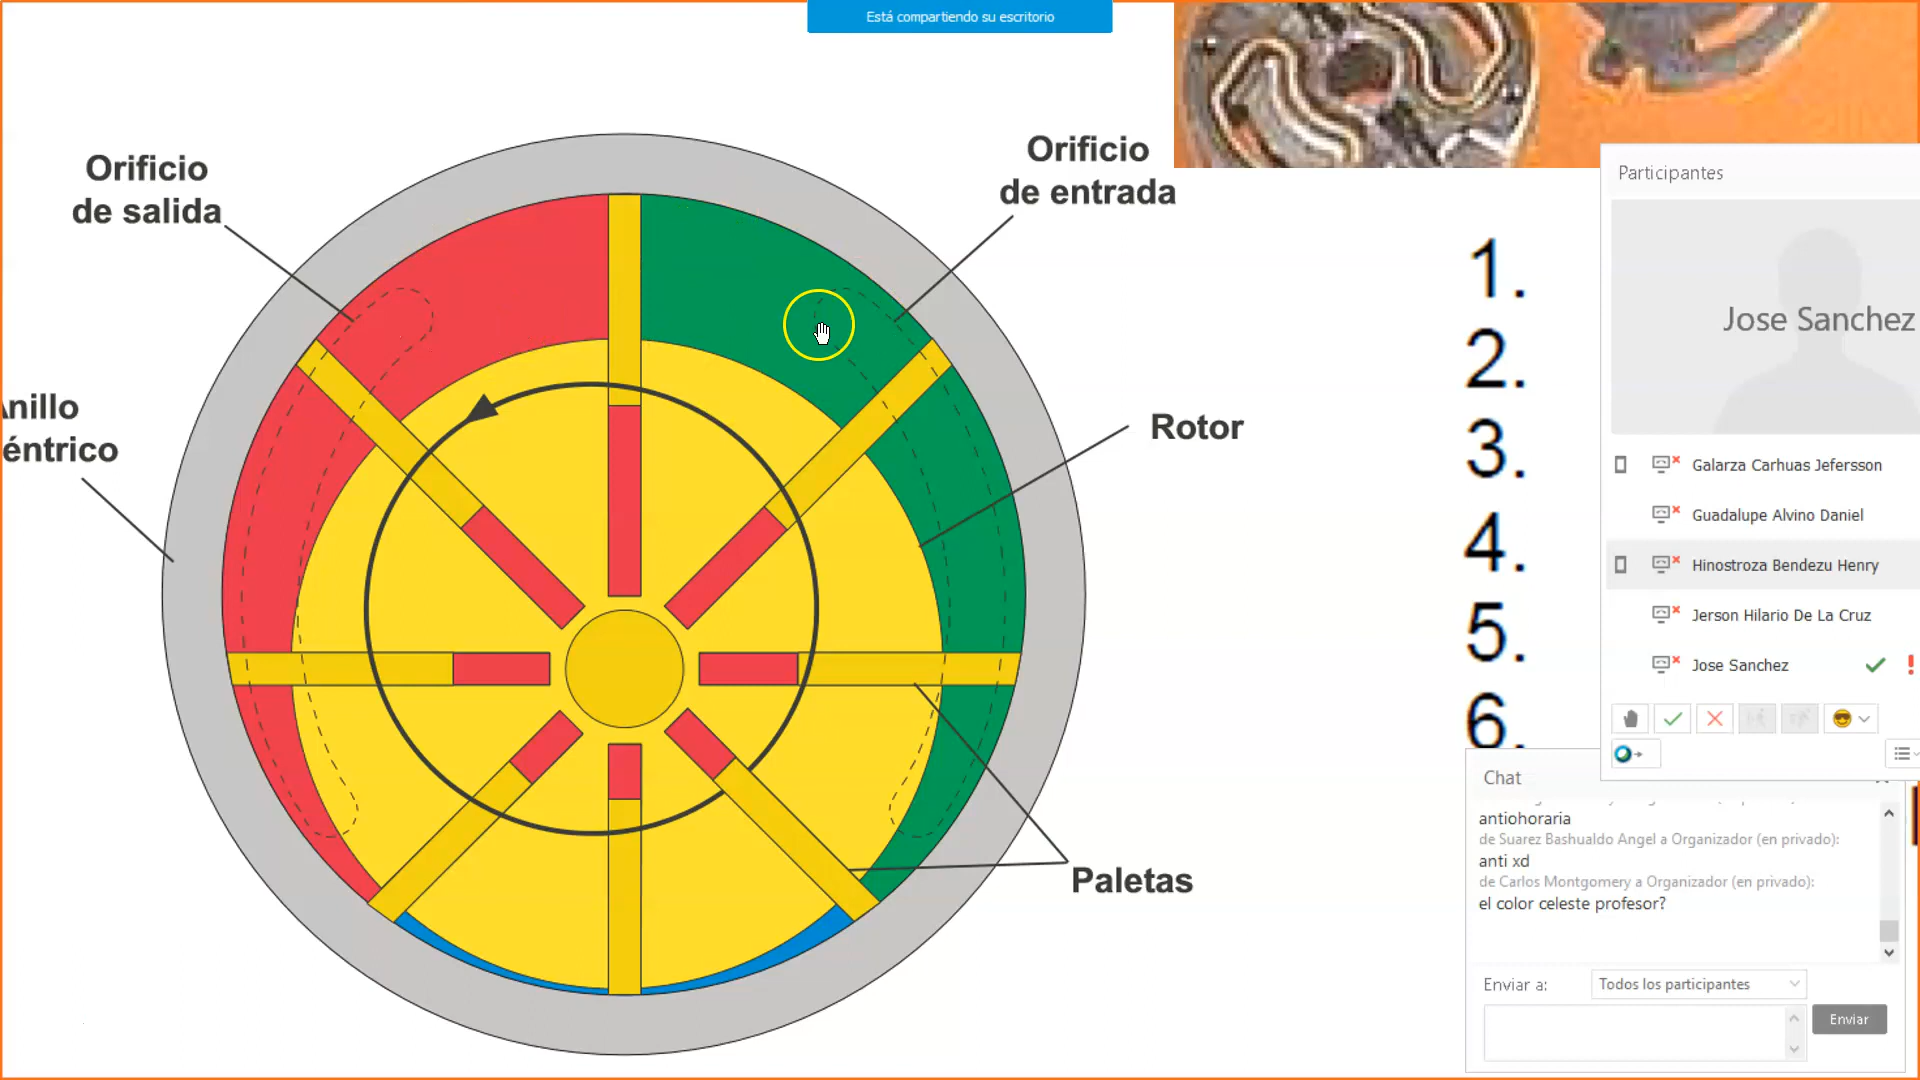 Está compartiendo su escritorio
Orificio
de salida
Orificio
de entrada
nillo
éntrico
Rotor
Paletas
1.
2.
3.
4.
5.
6.
Participantes
Jose Sanchez
Galarza Carhuas Jefersson
Guadalupe Alvino Daniel
Hinostroza Bendezu Henry
Jerson Hilario De La Cruz
Jose Sanchez
Chat
antiohoraria
de Suarez Bashualdo Angel a Organizador (en privado):
anti xd
de Carlos Montgomery a Organizador (en privado):
el color celeste profesor?
Enviar a:
Todos los participantes
Enviar